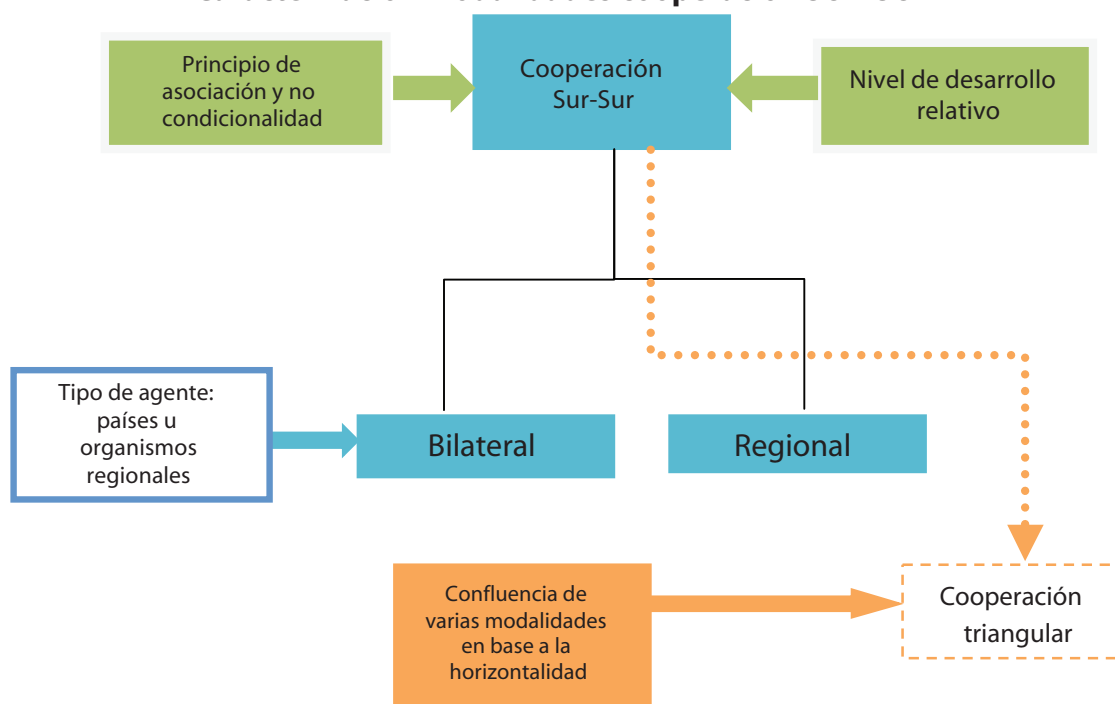 Principio de
asociación y no
condicionalidad
Cooperación
Sur-Sur
Nivel de desarrollo
relativo
Tipo de agente:
países u
organismos
regionales
Bilateral
Regional
Confluencia de
varias modalidades
en base a la
horizontalidad
Cooperación
triangular